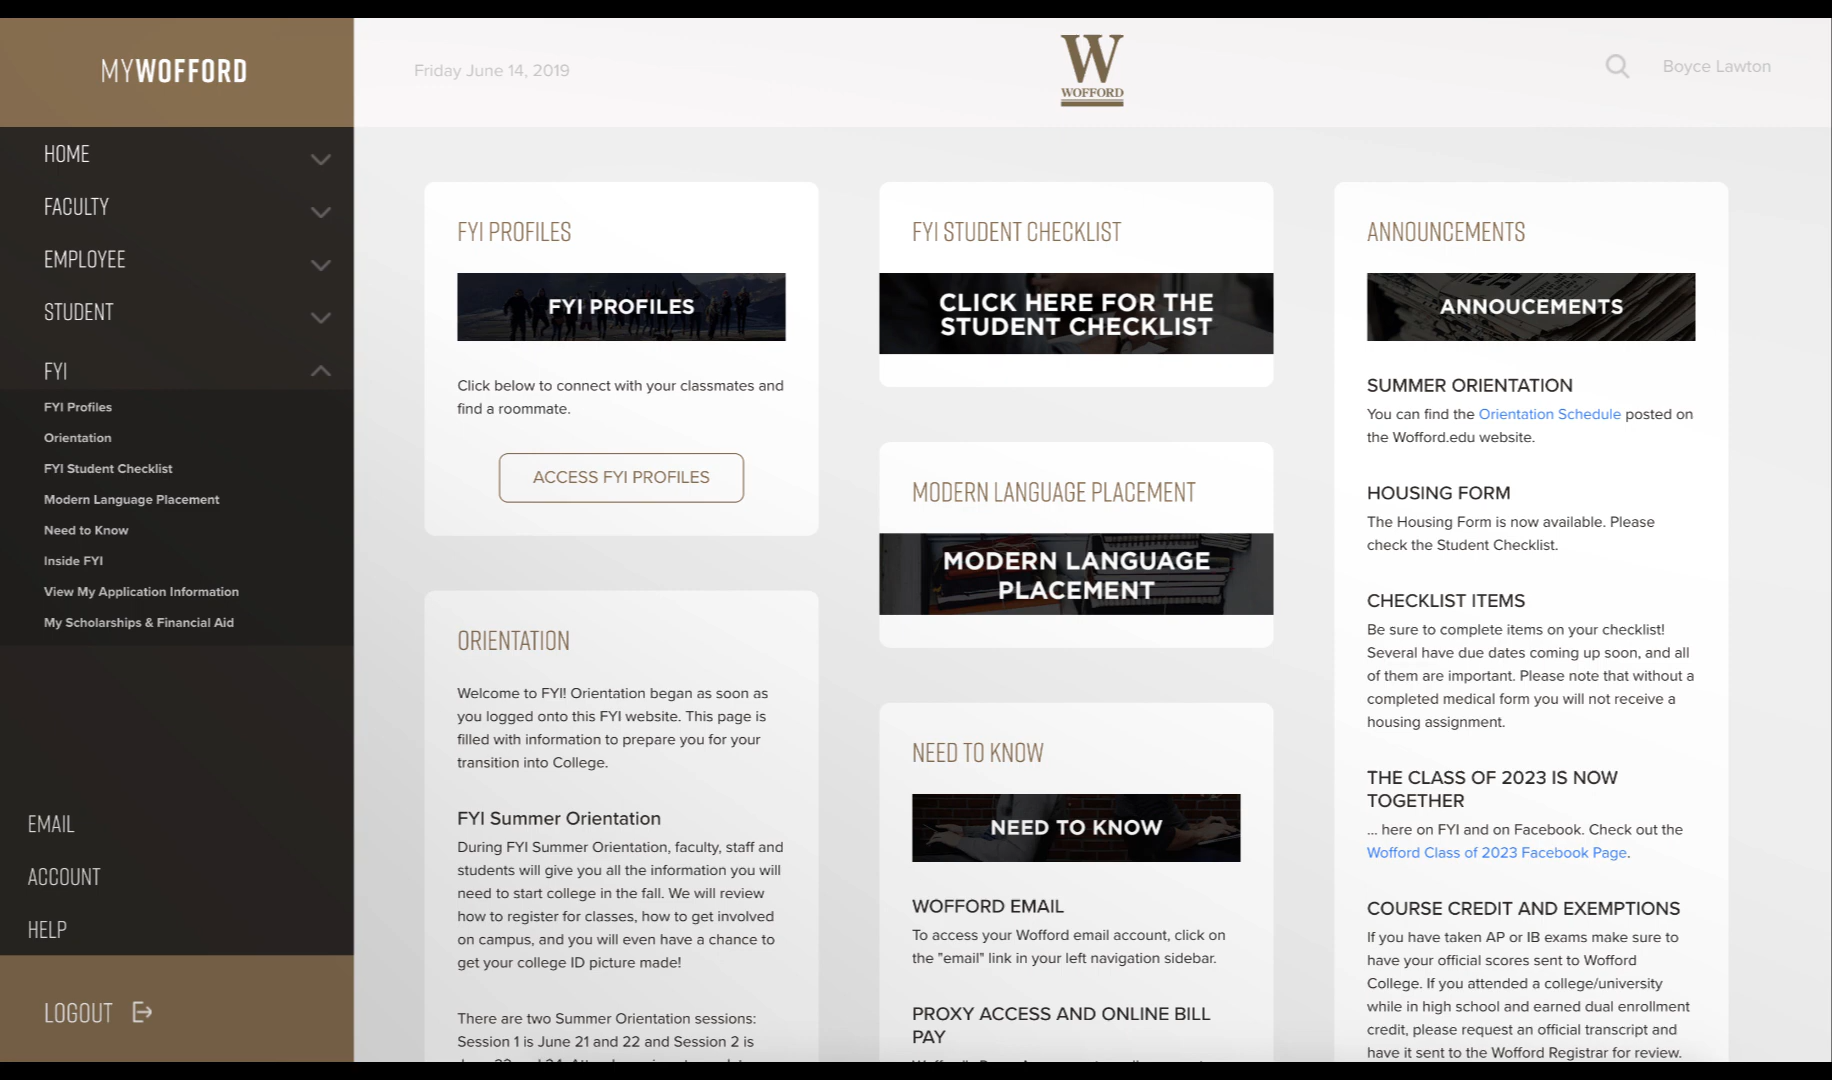 MYWOFFORD
Friday June 14, 2019
W
WOFFORD
Boyce Lawton
HOME
FACULTY
EMPLOYEE
STUDENT
FYI
FYI Profiles
Orientation
FYI Student Checklist
Modern Language Placement
Need to Know
Inside FYI
View My Application Information
My Scholarships & Financial Aid
EMAIL
ACCOUNT
HELP
LOGOUT
FYI PROFILES
FYI PROFILES
Click below to connect with your classmates and
find a roommate.
ACCESS FYI PROFILES
ORIENTATION
Welcome to FYI! Orientation began as soon as
you logged onto this FYI website. This page is
filled with information to prepare you for your
transition into College.
FYI Summer Orientation
During FYI Summer Orientation, faculty, staff and
students will give you all the information you will
need to start college in the fall. We will review
how to register for classes, how to get involved
on campus, and you will even have a chance to
get your college ID picture made!
There are two Summer Orientation sessions:
Session 1 is June 21 and 22 and Session 2 is
FYI STUDENT CHECKLIST
CLICK HERE FOR THE
STUDENT CHECKLIST
MODERN LANGUAGE PLACEMENT
MODERN LANGUAGE
PLACEMENT
NEED TO KNOW
NEED TO KNOW
WOFFORD EMAIL
To access your Wofford email account, click on
the "email" link in your left navigation sidebar.
PROXY ACCESS AND ONLINE BILL
PAY
ANNOUNCEMENTS
ANNOUCEMENTS
SUMMER ORIENTATION
You can find the Orientation Schedule posted on
the Wofford.edu website.
HOUSING FORM
The Housing Form is now available. Please
check the Student Checklist.
CHECKLIST ITEMS
Be sure to complete items on your checklist!
Several have due dates coming up soon, and all
of them are important. Please note that without a
completed medical form you will not receive a
housing assignment.
THE CLASS OF 2023 IS NOW
TOGETHER
... here on FYI and on Facebook. Check out the
Wofford Class of 2023 Facebook Page.
COURSE CREDIT AND EXEMPTIONS
If you have taken AP or IB exams make sure to
have your official scores sent to Wofford
College. If you attended a college/university
while in high school and earned dual enrollment
credit, please request an official transcript and
have it sent to the Wofford Registrar for review.